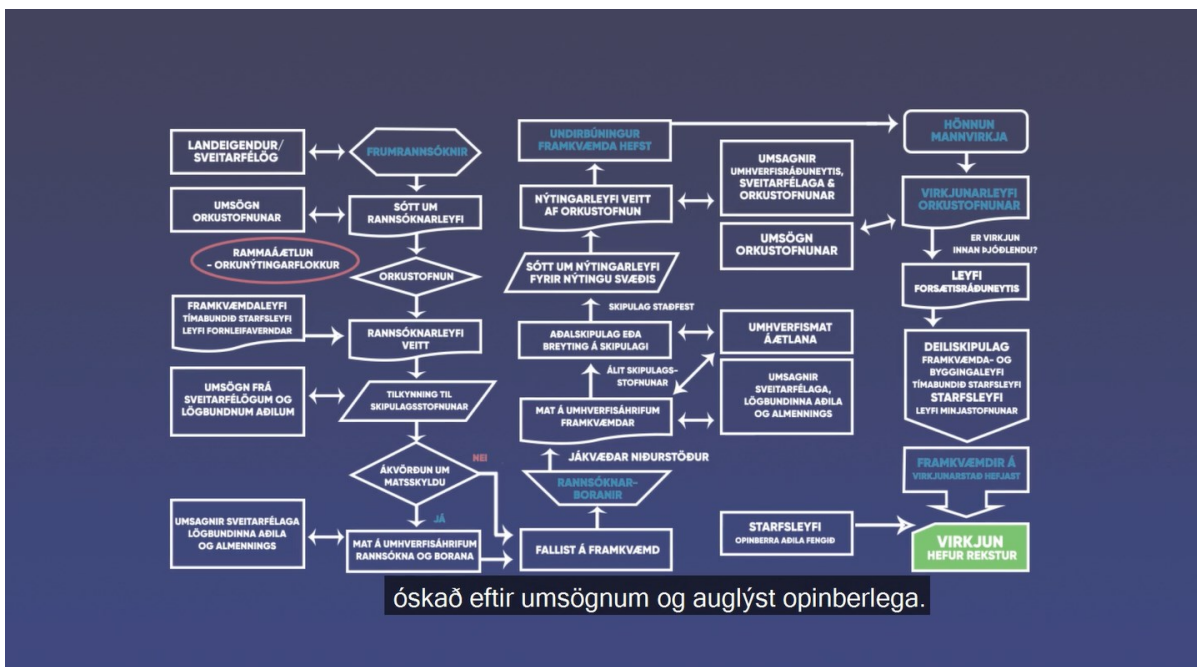 LANDEIGENDUR/
SVEITARFÉLÖG
FRUMRANNSÓKNIR
UMSÖGN
ORKUSTOFNUNAR
SÓTT UM
RANNSÓKNARLEYFI
RAMMAÁÆTLUN
- ORKUNÝTINGARFLOKKUR
ORKUSTOFNUN
FRAMKVÆMDALEYFI
TÍMABUNDIÐ STARFSLEYFI
LEYFI FORNLEIFAVERNDAR
RANNSÓKNARLEYFI
VEITT
UMSÖGN FRÁ
SVEITARFÉLÖGUM OG
LÖGBUNDNUM AÐILUM
TILKYNNING TIL
SKIPULAGSSTOFNUNAR
ÁKVÖRÐUN UM
MATSSKYLDU
NEI
JÁ
UMSAGNIR SVEITARFÉLAGA
LÖGBUNDINNA AÐILA
OG ALMENNINGS
MAT Á UMHVERFISÁHRIFUM
RANNSÓKNA OG BORANA
FALLIST Á FRAMKVÆMD
RANNSÓKNAR-
BORANIR
JÁKVÆÐAR NIÐURSTÖÐUR
MAT Á UMHVERFISÁHRIFUM
FRAMKVÆMDAR
UMSAGNIR
SVEITARFÉLAGA,
LÖGBUNDINNA AÐILA
OG ALMENNINGS
ÁLIT SKIPULAGS-
STOFNUNAR
AÐALSKIPULAG EÐA
BREYTING Á SKIPULAGI
UMHVERFISMAT
ÁÆTLANA
SKIPULAG STAÐFEST
SÓTT UM NÝTINGARLEYFI
FYRIR NÝTINGU SVÆÐIS
NÝTINGARLEYFI VEITT
AF ORKUSTOFNUN
UMSAGNIR
UMHVERFISRÁÐUNEYTIS,
SVEITARFÉLAGA &
ORKUSTOFNUNAR
UNDIRBÚNINGUR
FRAMKVÆMDA HEFST
HÖNNUN
MANNVIRKJA
VIRKJUNARLEYFI
ORKUSTOFNUNAR
UMSÖGN
ORKUSTOFNUNAR
ER VIRKJUN
INNAN ÞJÓÐLENDU?
LEYFI
FORSÆTISRÁÐUNEYTIS
DEILISKIPULAG
FRAMKVÆMDA- OG
BYGGINGALEYFI
TÍMABUNDIÐ STARFSLEYFI
STARFSLEYFI
LEYFI MINJASTOFNUNAR
FRAMKVÆMDIR Á
VIRKJUNARSTAÐ HEFJAST
STARFSLEYFI
OPINBERRA AÐILA FENGIÐ
VIRKJUN
HEFUR REKSTUR
óskað eftir umsögnum og auglýst opinberlega.